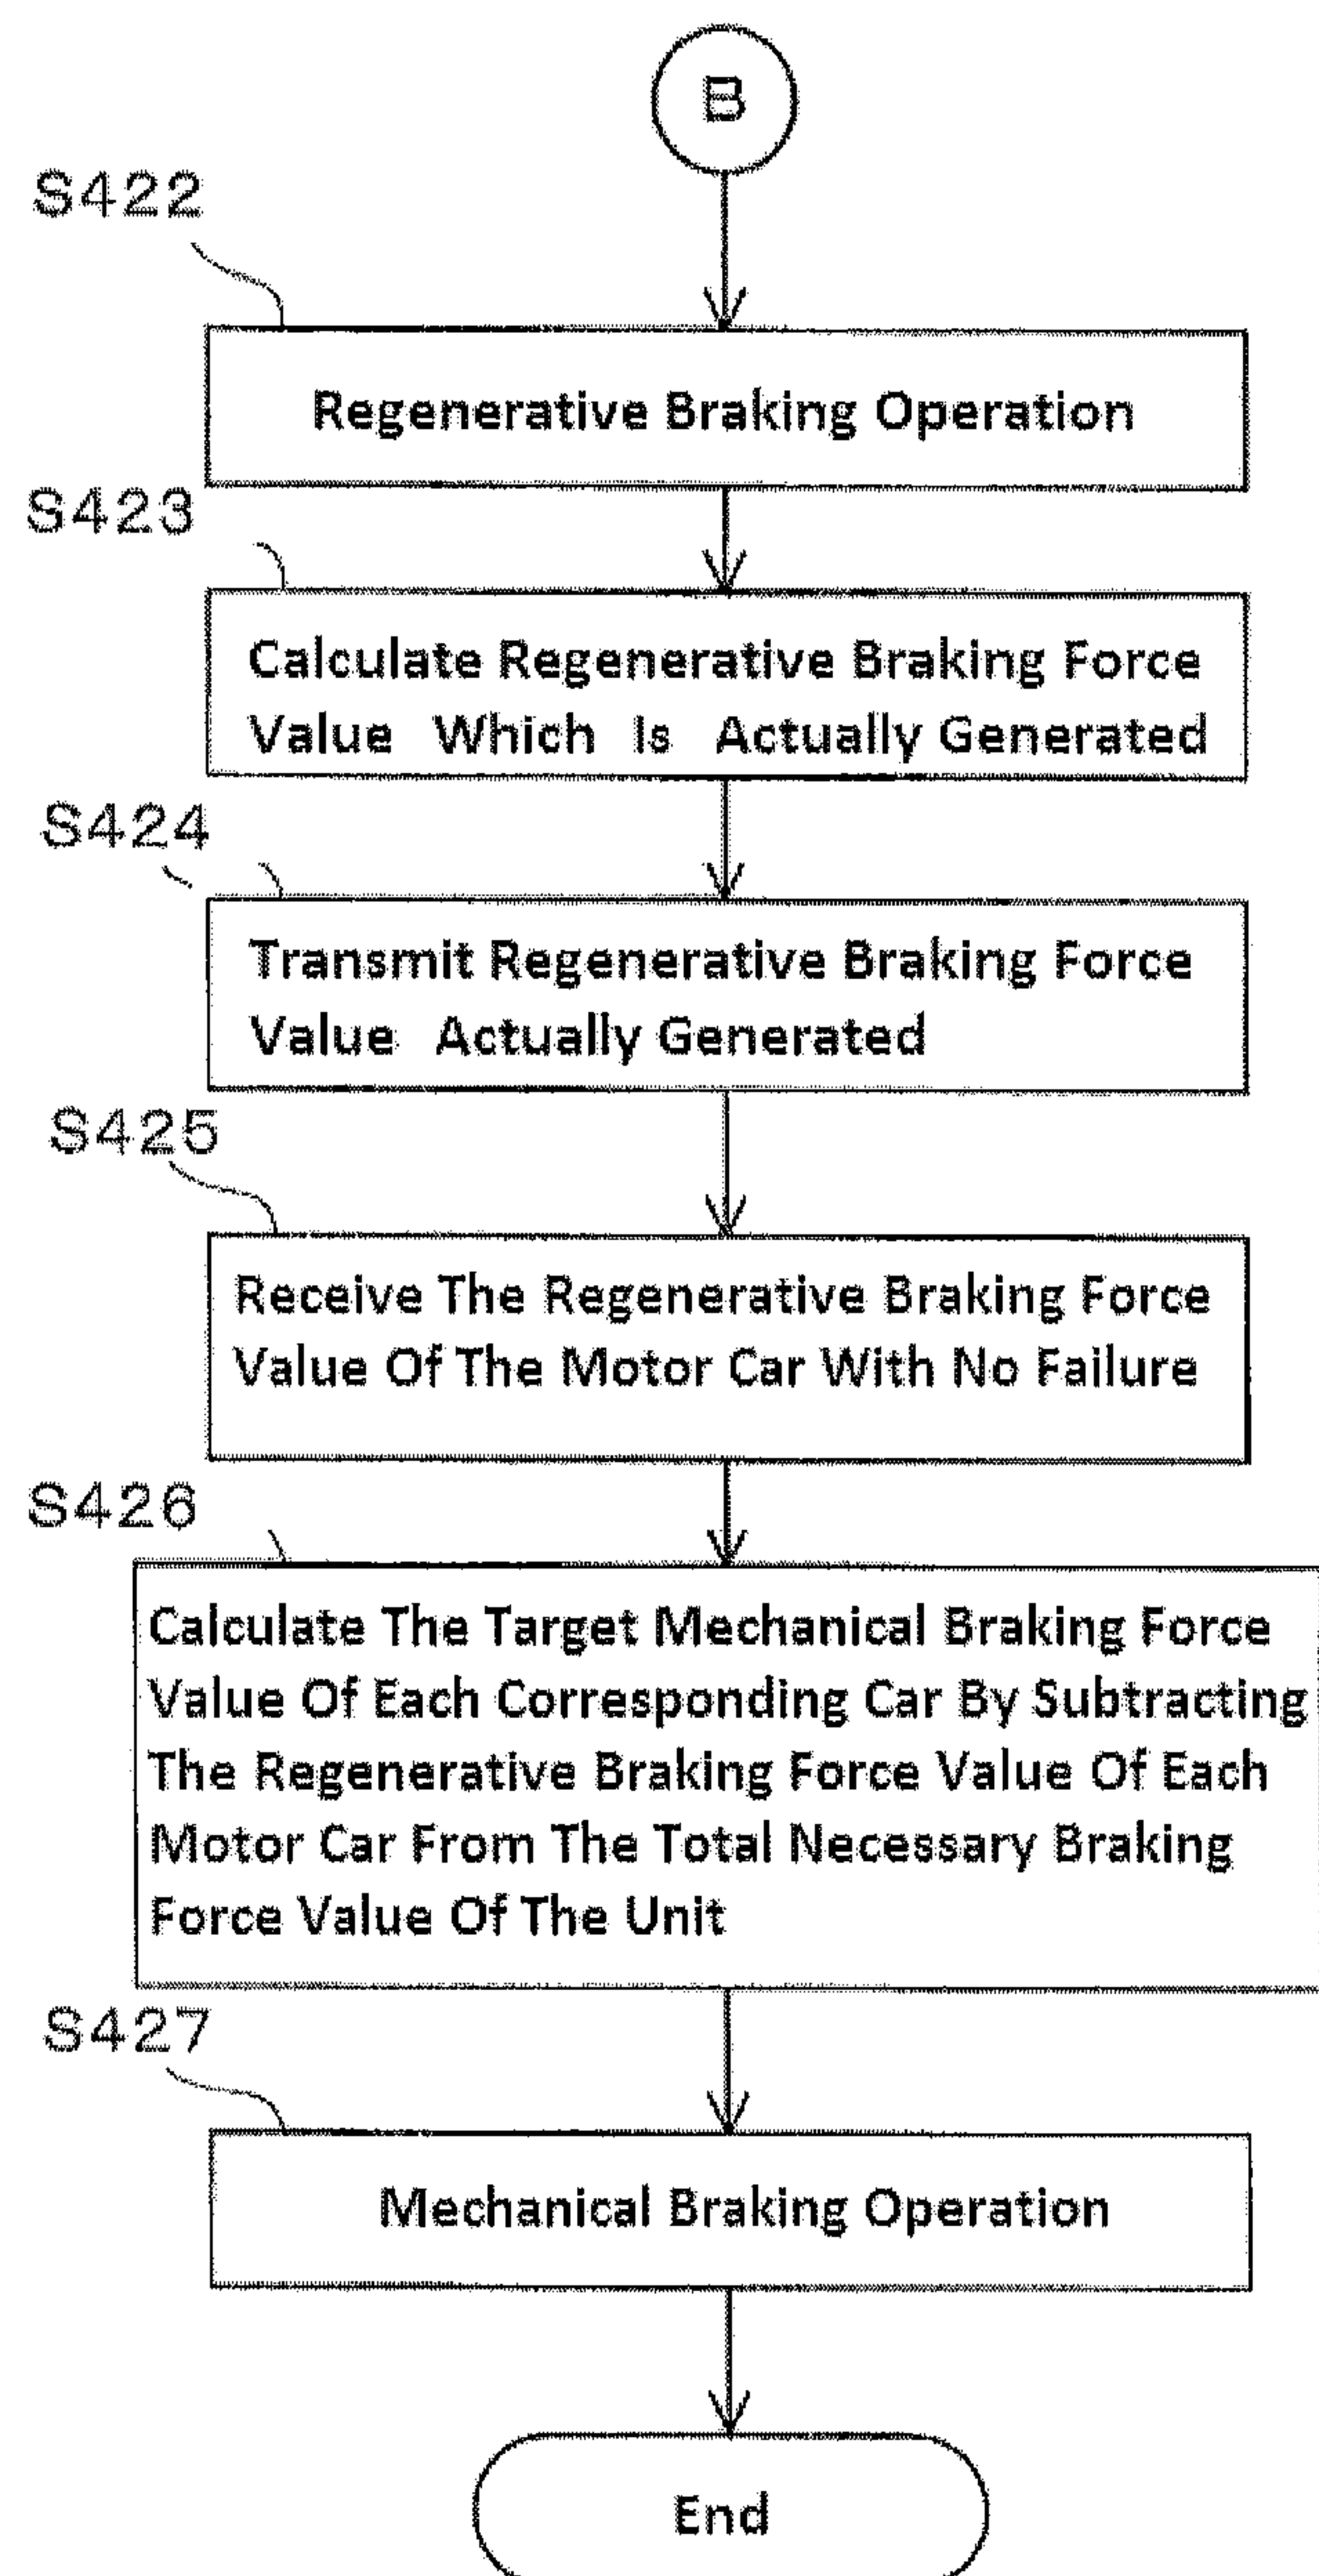 B
S422
Regenerative Braking Operation
S423
Calculate Regenerative Braking Force
Value Which Is Actually Generated
S424
Transmit Regenerative Braking Force
Value Actually Generated
S425
Receive The Regenerative Braking Force
Value Of The Motor Car With No Failure
S426
Calculate The Target Mechanical Braking Force
Value Of Each Corresponding Car By Subtracting
The Regenerative Braking Force Value Of Each
Motor Car From The Total Necessary Braking
Force Value Of The Unit
S427
Mechanical Braking Operation
End